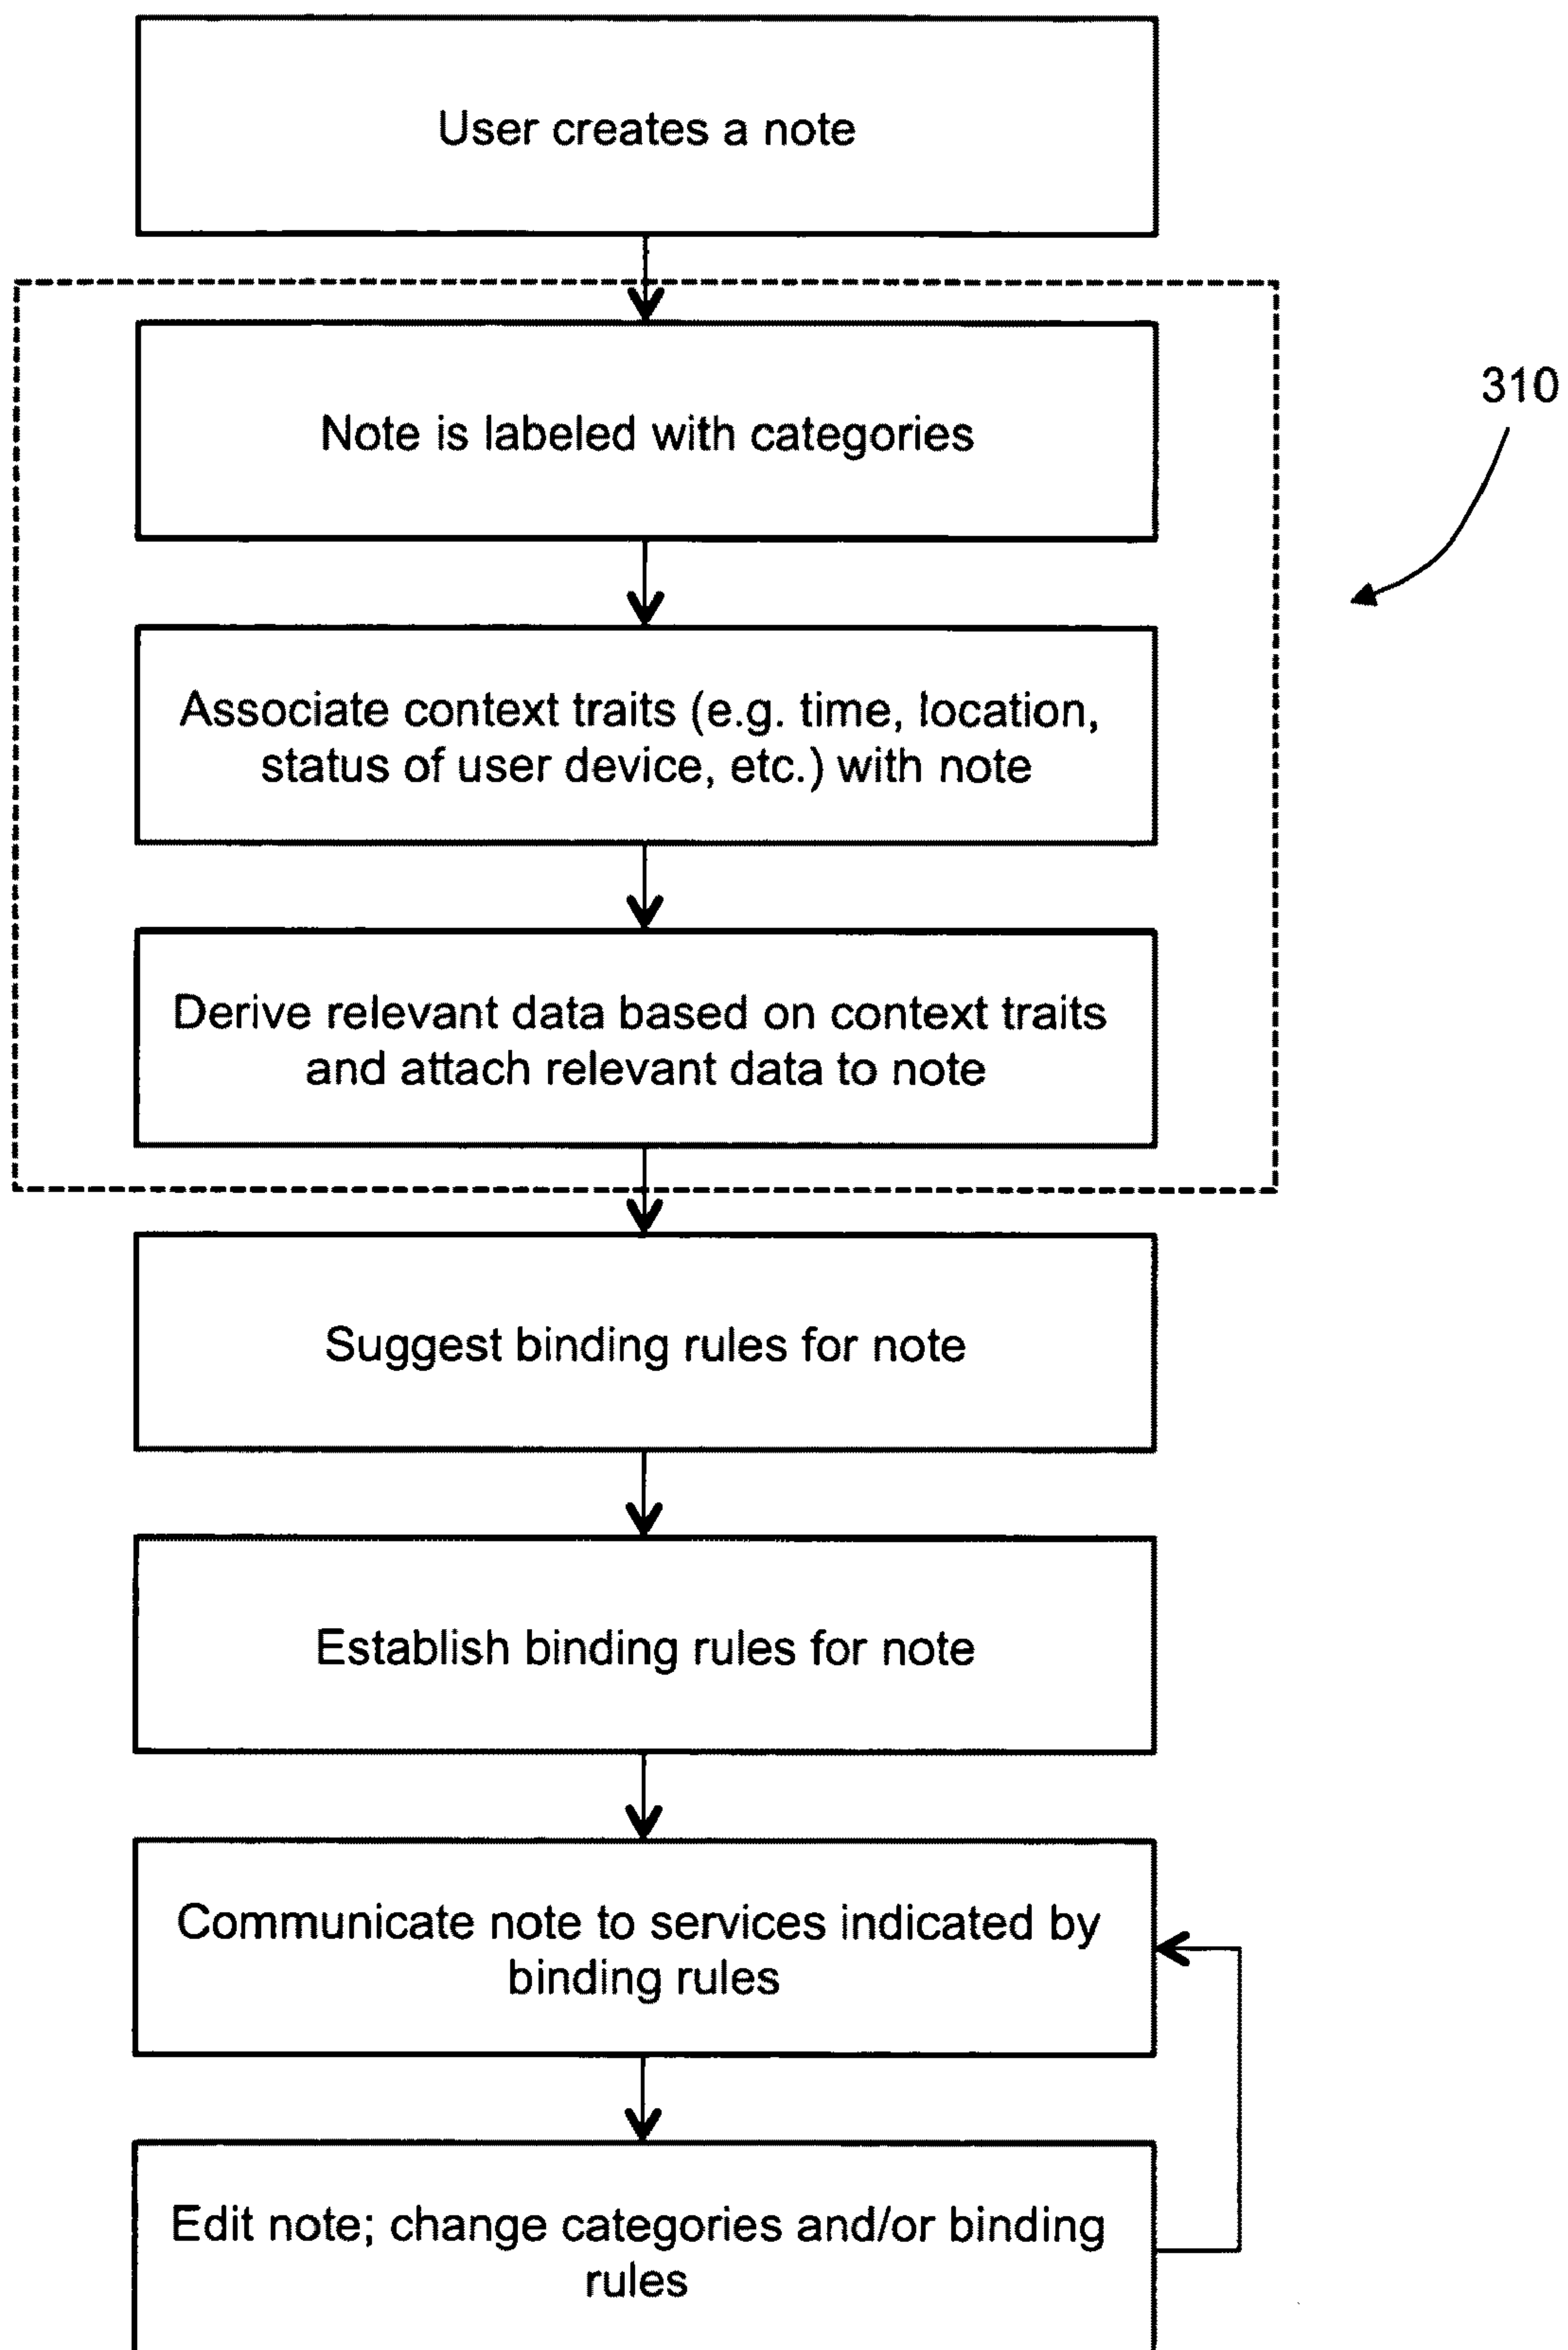 User creates a note
Note is labeled with categories
310
Associate context traits (e.g. time, location,
status of user device, etc.) with note
Derive relevant data based on context traits
and attach relevant data to note
Suggest binding rules for note
Establish binding rules for note
Communicate note to services indicated by
binding rules
Edit note; change categories and/or binding
rules